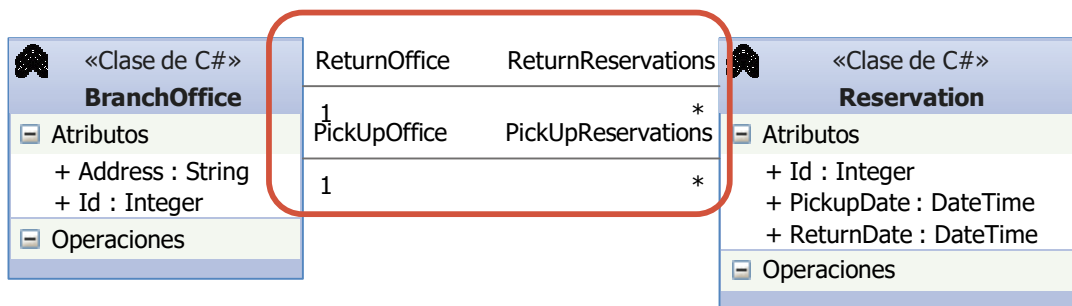 «Clase de C#»
BranchOffice
Atributos
+ Address : String
+ Id : Integer
Operaciones
ReturnOffice ReturnReservations
1 *
PickUpOffice PickUpReservations
1 *
«Clase de C#»
Reservation
Atributos
+ Id : Integer
+ PickupDate : DateTime
+ ReturnDate : DateTime
Operaciones